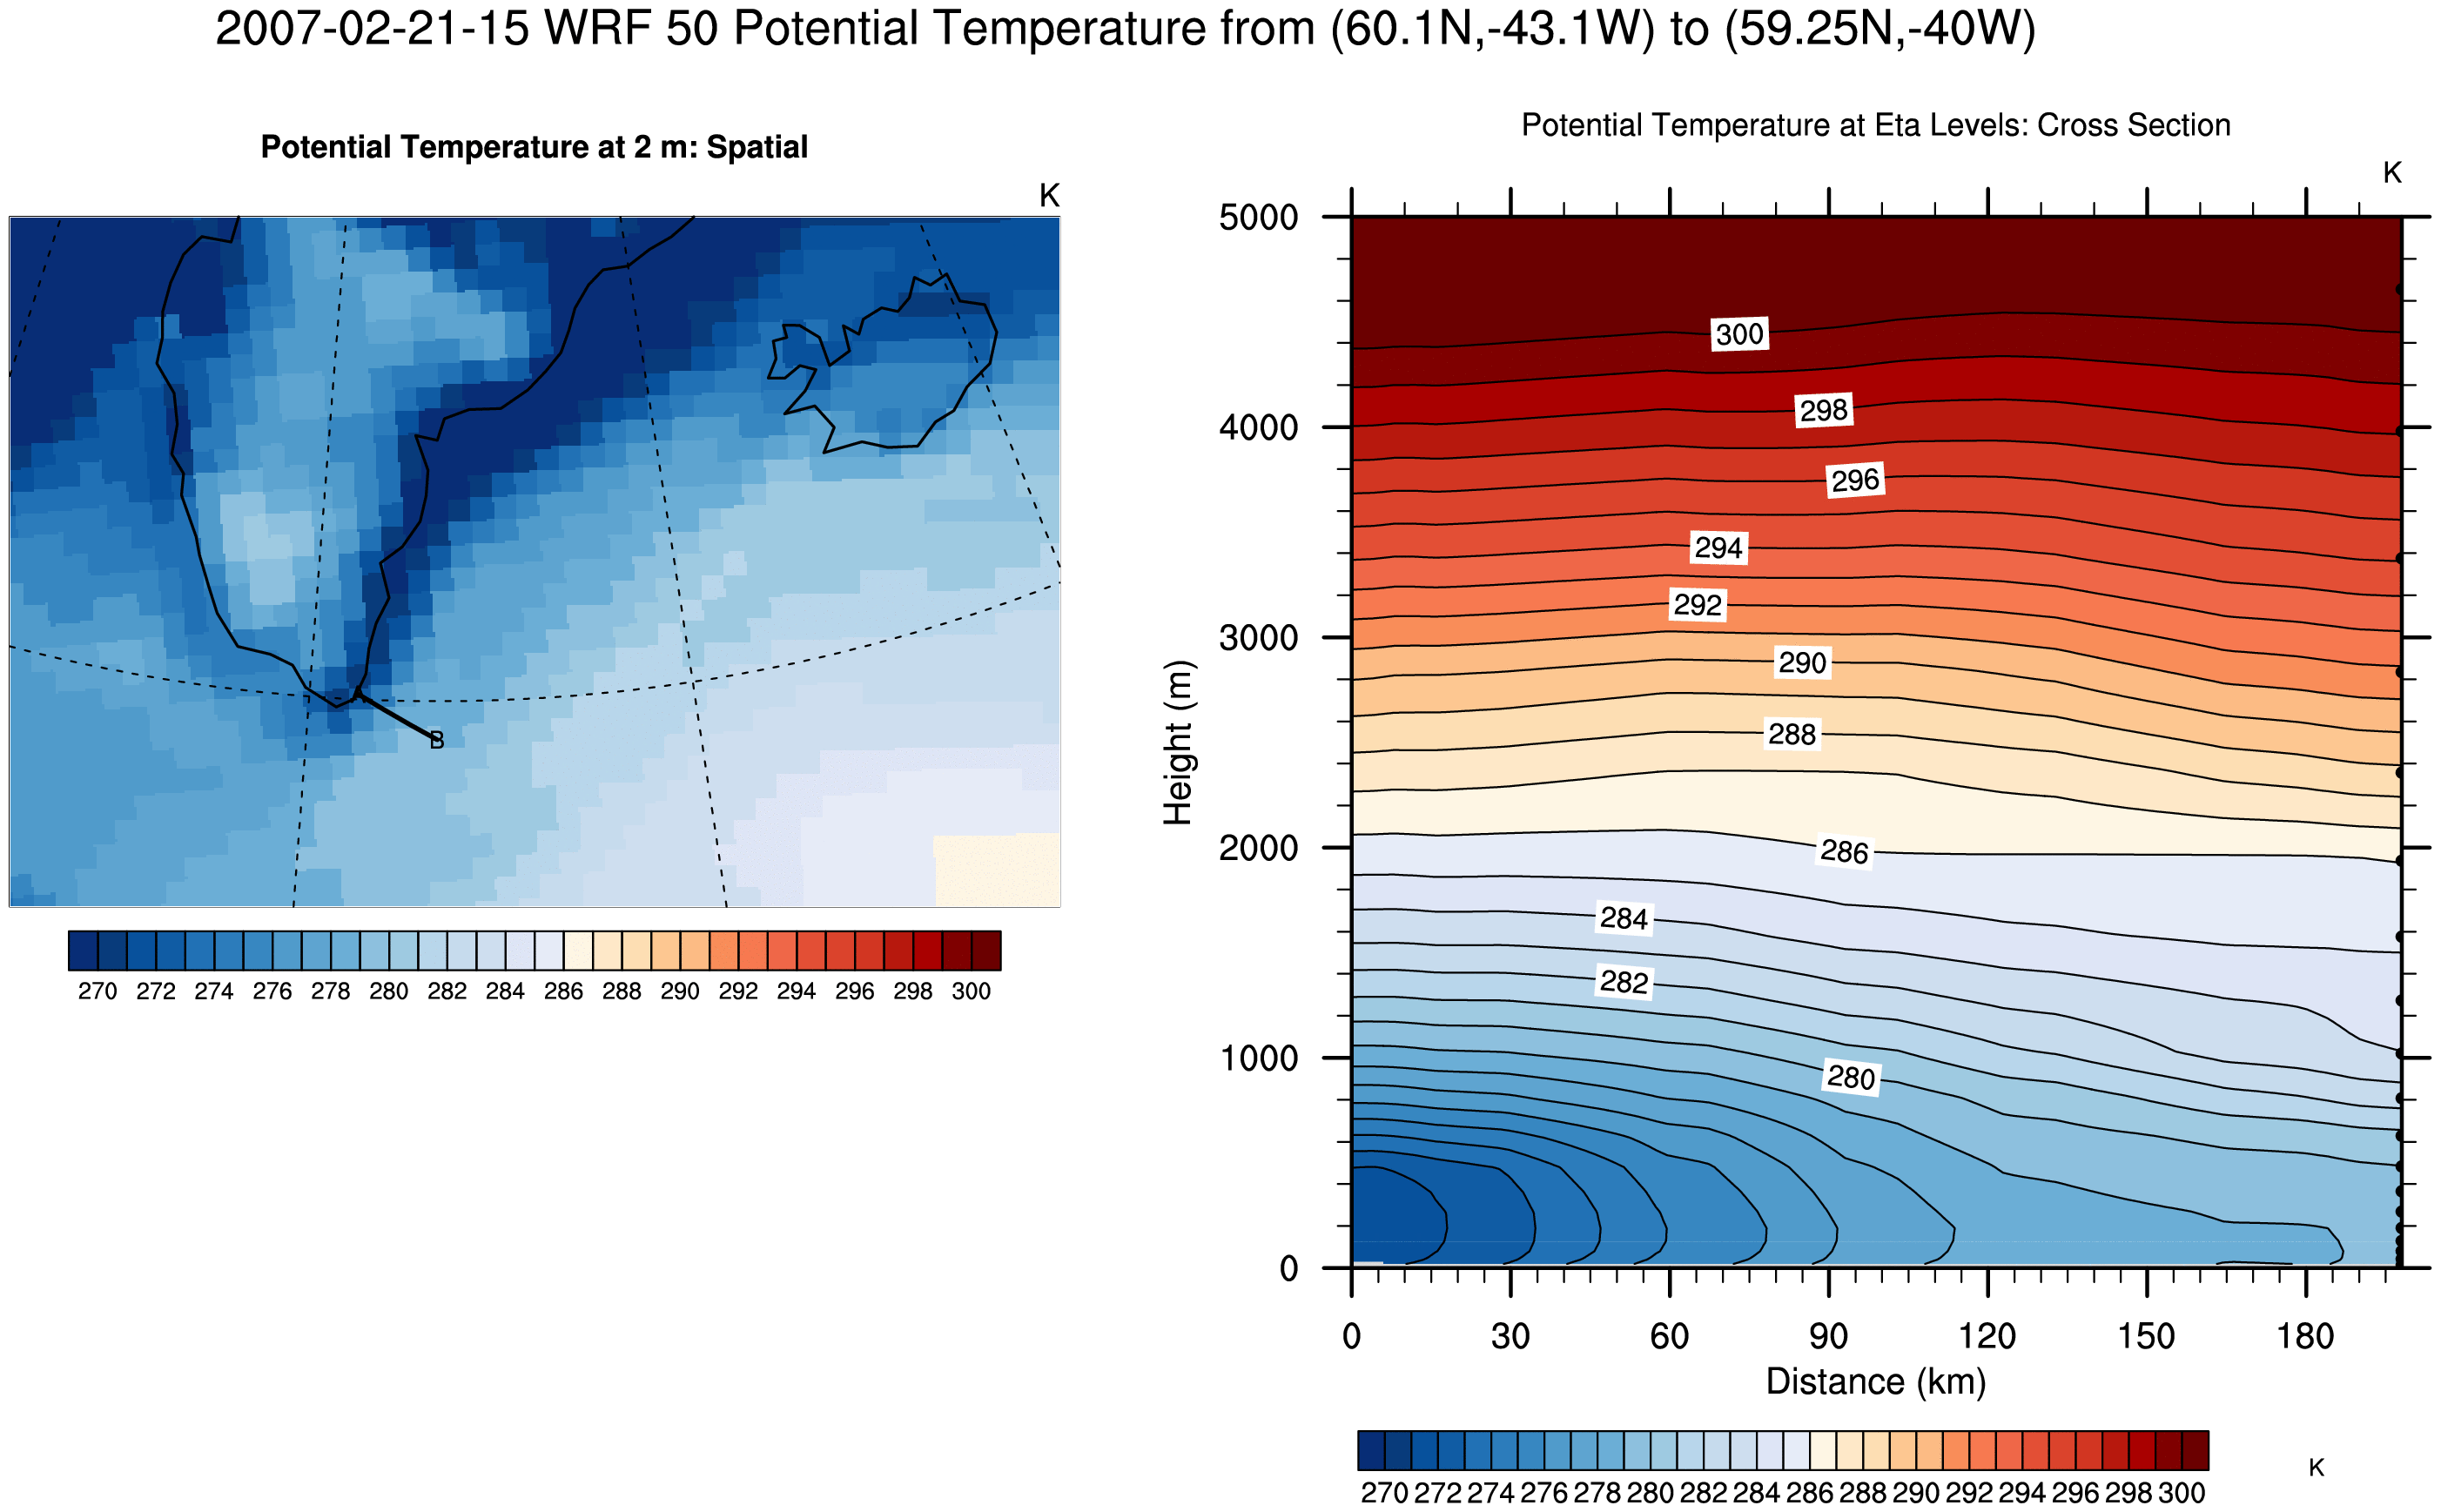 2007-02-21-15 WRF 50 Potential Temperature from (60.1N,-43.1W) to (59.25N,-40W)
Potential Temperature at 2 m: Spatial
K
A
B
270 272 274 276 278 280 282 284 286 288 290 292 294 296 298 300
Potential Temperature at Eta Levels: Cross Section
K
5000
4000
3000
2000
1000
0
Height (m)
300
298
296
294
292
290
288
286
284
282
280
0 30 60 90 120 150 180
Distance (km)
270 272 274 276 278 280 282 284 286 288 290 292 294 296 298 300
K